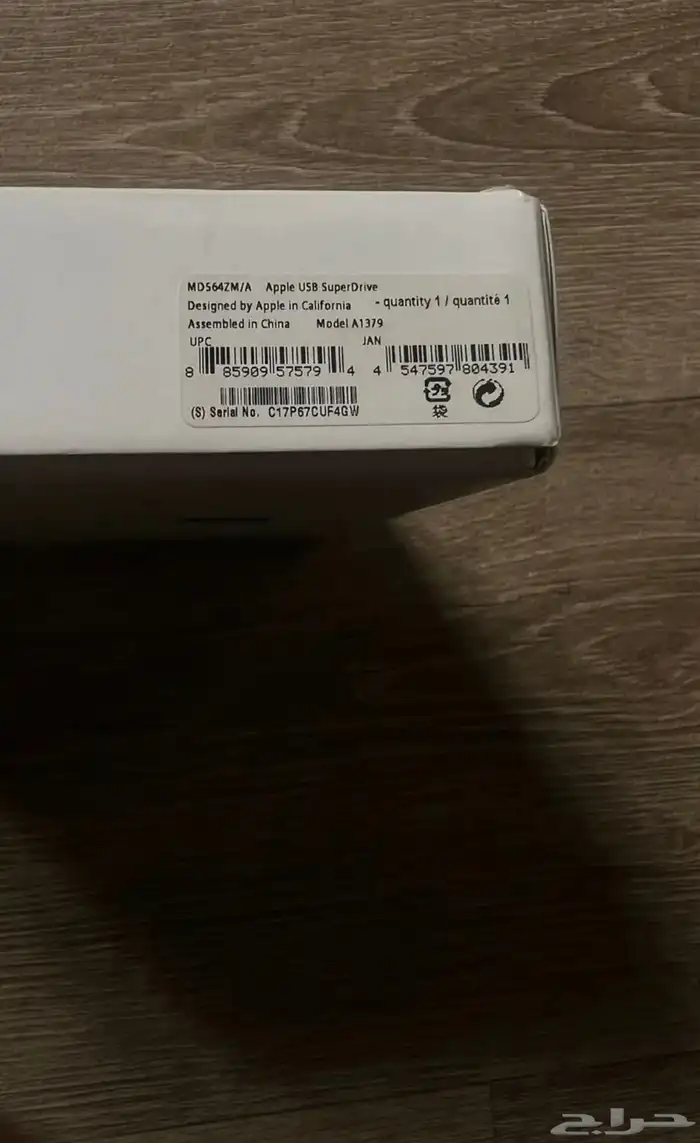 MD564ZM/A Apple USB SuperDrive
Designed by Apple in California - quantity 1 / quantité 1
Assembled in China Model A1379
UPC JAN
8 85909 57579 4 4 547597 804391
(S) Serial No. C17P67CUF4GW
袋
حراج